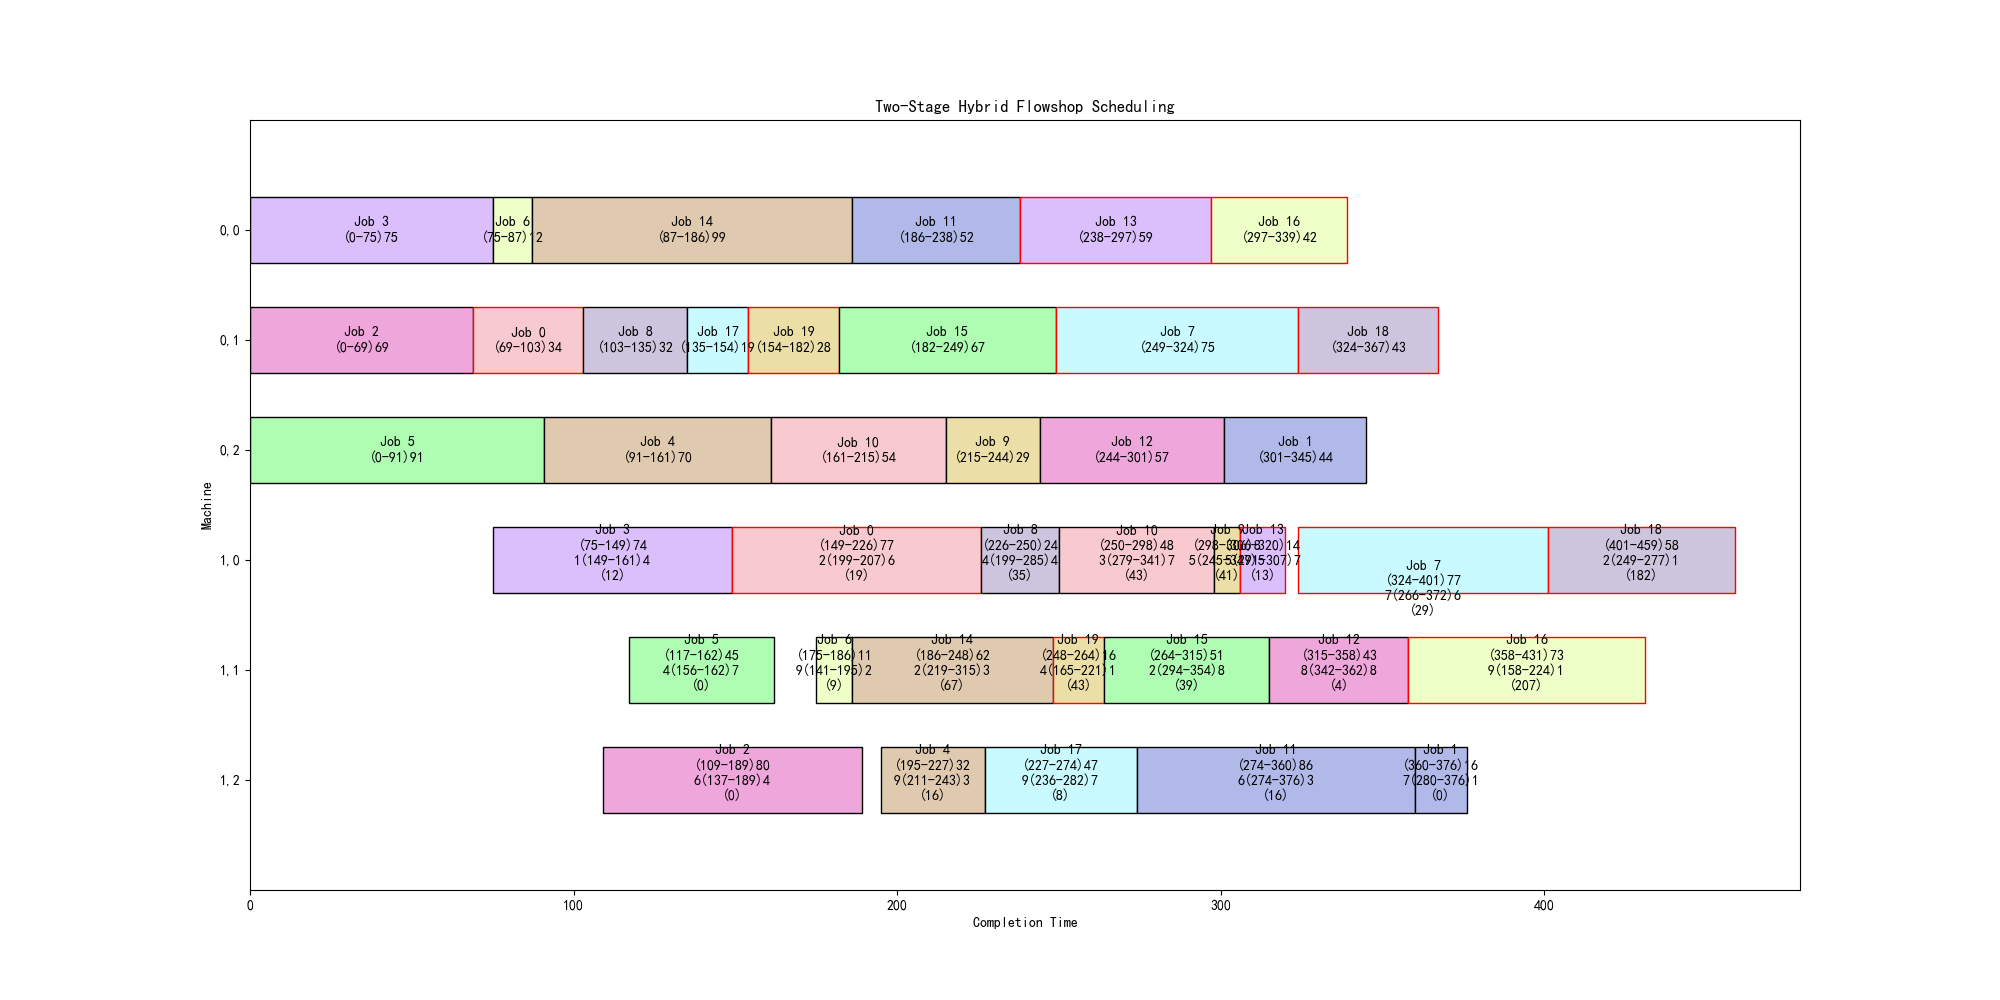 Two-Stage Hybrid Flowshop Scheduling
0,0
Job 3
(0-75)75
Job 6
(75-87)12
Job 14
(87-186)99
Job 11
(186-238)52
Job 13
(238-297)59
Job 16
(297-339)42
0,1
Job 2
(0-69)69
Job 0
(69-103)34
Job 8
(103-135)32
Job 17
(135-154)19
Job 19
(154-182)28
Job 15
(182-249)67
Job 7
(249-324)75
Job 18
(324-367)43
0,2
Job 5
(0-91)91
Job 4
(91-161)70
Job 10
(161-215)54
Job 9
(215-244)29
Job 12
(244-301)57
Job 1
(301-345)44
Machine
1,0
Job 3
(75-149)74
1(149-161)4
(12)
Job 0
(149-226)77
2(199-207)6
(19)
Job 8
(226-250)24
4(199-285)4
(35)
Job 10
(250-298)48
3(279-341)7
(43)
Job 9
(41)
Job 13
(306-320)14
(13)
Job 7
(324-401)77
7(266-372)6
(29)
Job 18
(401-459)58
2(249-277)1
(182)
1,1
Job 5
(117-162)45
4(156-162)7
(0)
Job 6
(175-186)11
9(141-195)2
(9)
Job 14
(186-248)62
2(219-315)3
(67)
Job 19
(248-264)16
4(165-221)1
(43)
Job 15
(264-315)51
2(294-354)8
(39)
Job 12
(315-358)43
8(342-362)8
(4)
Job 16
(358-431)73
9(158-224)1
(207)
1,2
Job 2
(109-189)80
6(137-189)4
(0)
Job 4
(195-227)32
9(211-243)3
(16)
Job 17
(227-274)47
9(236-282)7
(8)
Job 11
(274-360)86
6(274-376)3
(16)
Job 1
(360-376)16
7(280-376)1
(0)
0
100
200
300
400
Completion Time